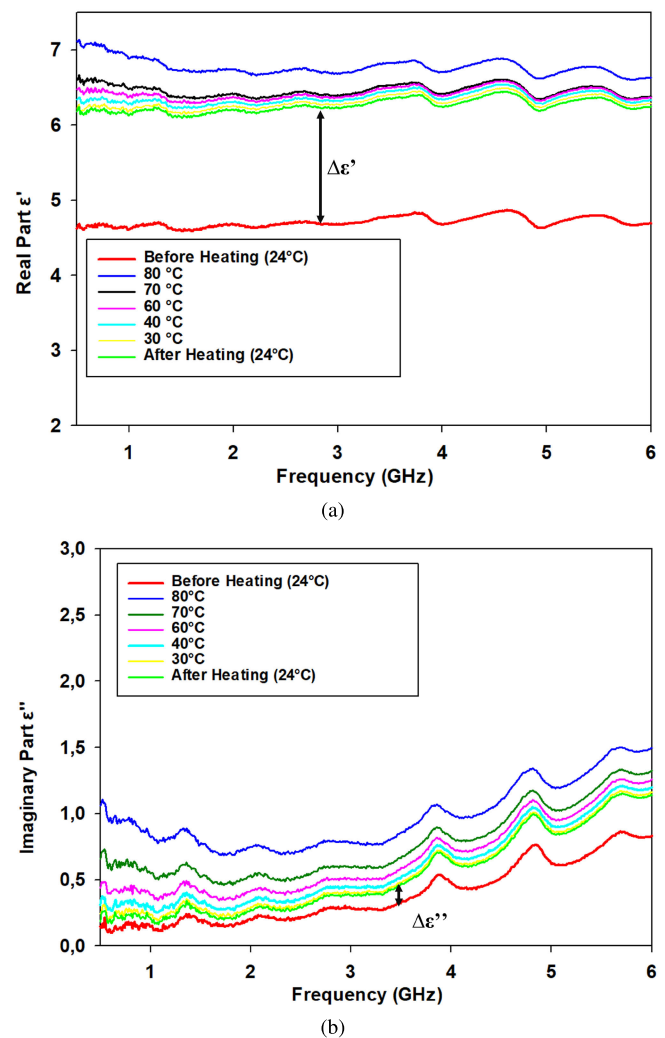 7
6
5
4
3
2
Real Part ε'
Δε’
Before Heating (24°C)
80 °C
70 °C
60 °C
40 °C
30 °C
After Heating (24°C)
1 2 3 4 5 6
Frequency (GHz)
(a)
3,0
2,5
2,0
1,5
1,0
0,5
0,0
Imaginary Part ε"
Before Heating (24°C)
80°C
70°C
60°C
40°C
30°C
After Heating (24°C)
Δε’’
1 2 3 4 5 6
Frequency (GHz)
(b)